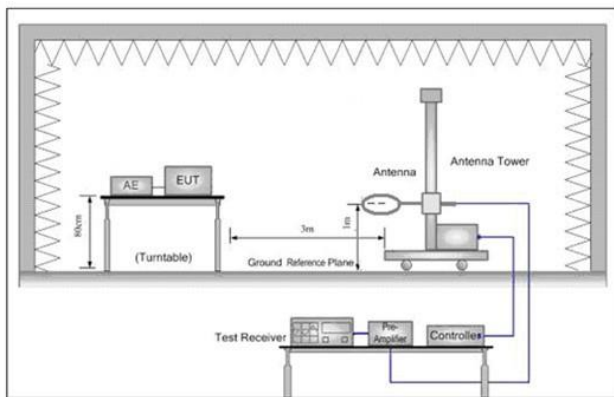 Antenna Tower
Antenna
AE
EUT
80cm
3m
1m
(Turntable)
Ground Reference Plane
Test Receiver
Pre-
Amplifier
Controller